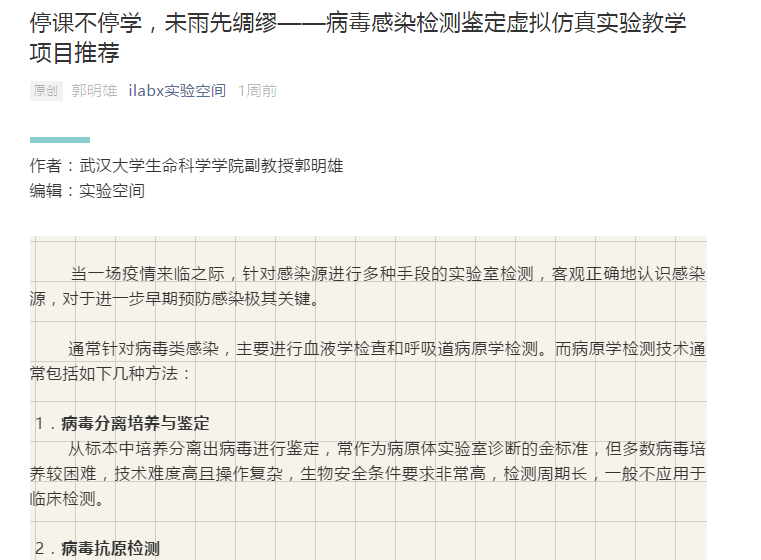 停课不停学，未雨先绸缪——病毒感染检测鉴定虚拟仿真实验教学
项目推荐
原创 郭明雄 ilabx实验空间 1周前
作者：武汉大学生命科学学院副教授郭明雄
编辑：实验空间
当一场疫情来临之际，针对感染源进行多种手段的实验室检测，客观正确地认识感染
源，对于进一步早期预防感染极其关键。
通常针对病毒类感染，主要进行血液学检查和呼吸道病原学检测。而病原学检测技术通
常包括如下几种方法：
1．病毒分离培养与鉴定
从标本中培养分离出病毒进行鉴定，常作为病原体实验室诊断的金标准，但多数病毒培
养较困难，技术难度高且操作复杂，生物安全条件要求非常高，检测周期长，一般不应用于
临床检测。
2．病毒抗原检测